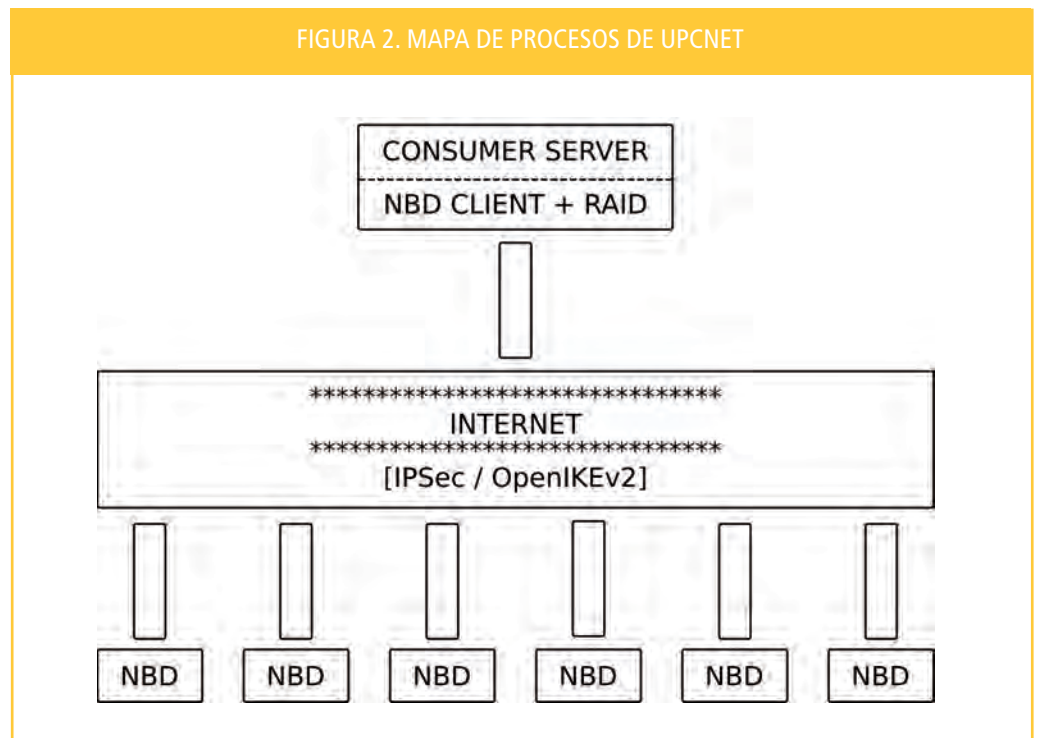 FIGURA 2. MAPA DE PROCESOS DE UPCNET
CONSUMER SERVER
NBD CLIENT + RAID
*******************************
INTERNET
*******************************
[IPSec / OpenIKEv2]
NBD NBD NBD NBD NBD NBD